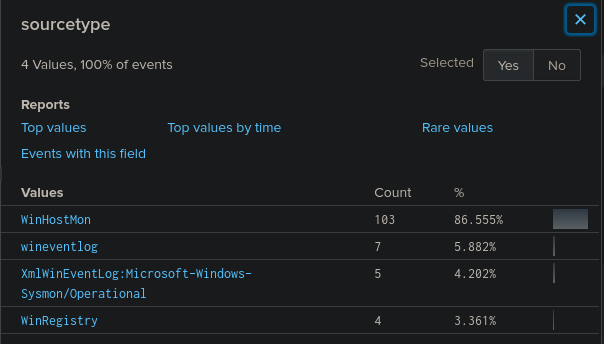 sourcetype
4 Values, 100% of events
Selected Yes No
Reports
Top values Top values by time Rare values
Events with this field
Values Count %
WinHostMon 103 86.555%
wineventlog 7 5.882%
XmlWinEventLog:Microsoft-Windows- 5 4.202%
Sysmon/Operational
WinRegistry 4 3.361%